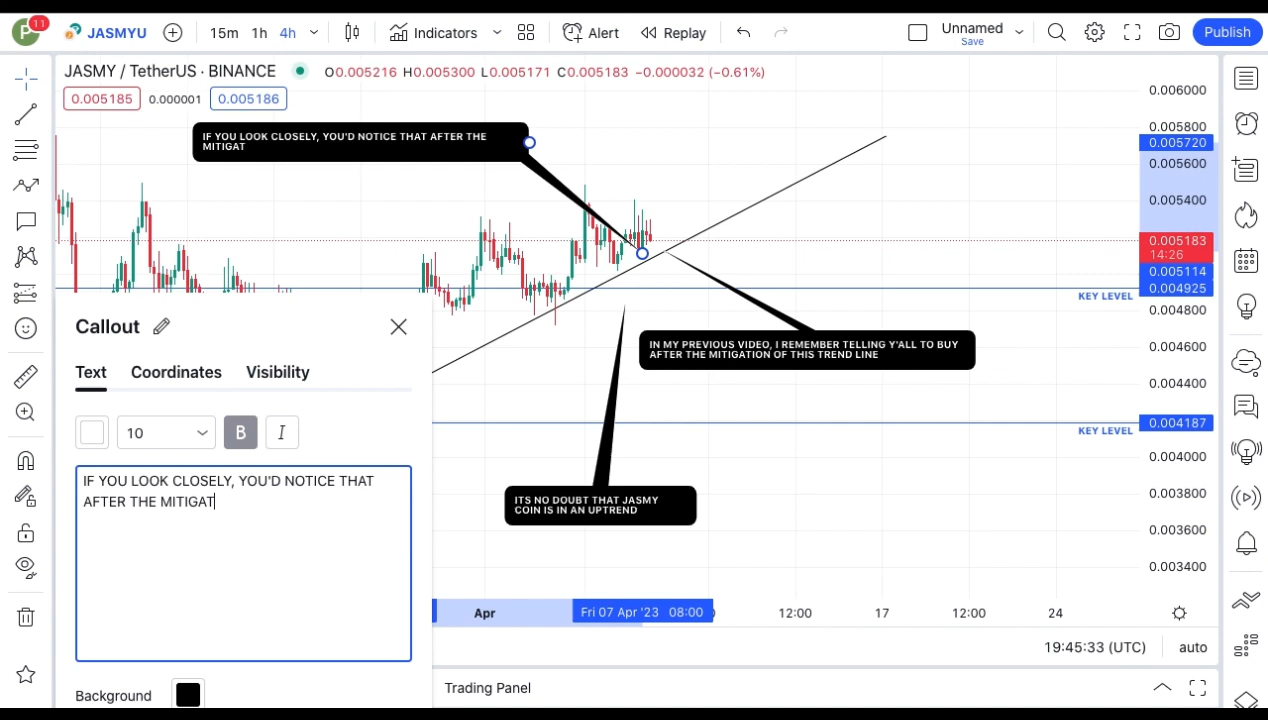 P 11 JASMYU 15m 1h 4h Indicators Alert Replay Unnamed Save Publish
JASMY / TetherUS · BINANCE O0.005216 H0.005300 L0.005171 C0.005183 −0.000032 (−0.61%)
0.005185 0.000001 0.005186
IF YOU LOOK CLOSELY, YOU'D NOTICE THAT AFTER THE
MITIGAT
0.006000
0.005800
0.005720
0.005600
0.005400
0.005183
14:26
0.005114
0.004925
KEY LEVEL
0.004800
IN MY PREVIOUS VIDEO, I REMEMBER TELLING Y'ALL TO BUY
AFTER THE MITIGATION OF THIS TREND LINE
0.004600
0.004400
0.004187
KEY LEVEL
0.004000
0.003800
0.003600
0.003400
ITS NO DOUBT THAT JASMY
COIN IS IN AN UPTREND
Callout
Text Coordinates Visibility
10 B I
IF YOU LOOK CLOSELY, YOU'D NOTICE THAT
AFTER THE MITIGAT
Background
Apr Fri 07 Apr '23 08:00 12:00 17 12:00 24
19:45:33 (UTC) auto
Trading Panel